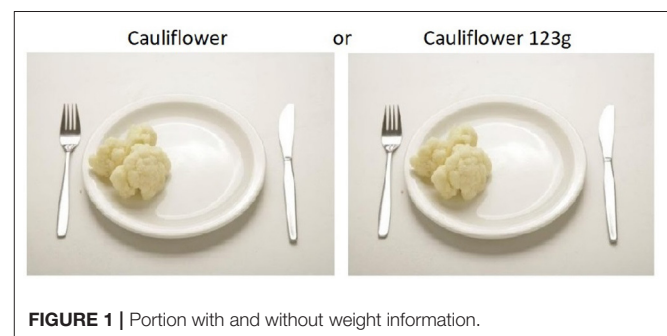 Cauliflower or Cauliflower 123g
FIGURE 1 | Portion with and without weight information.